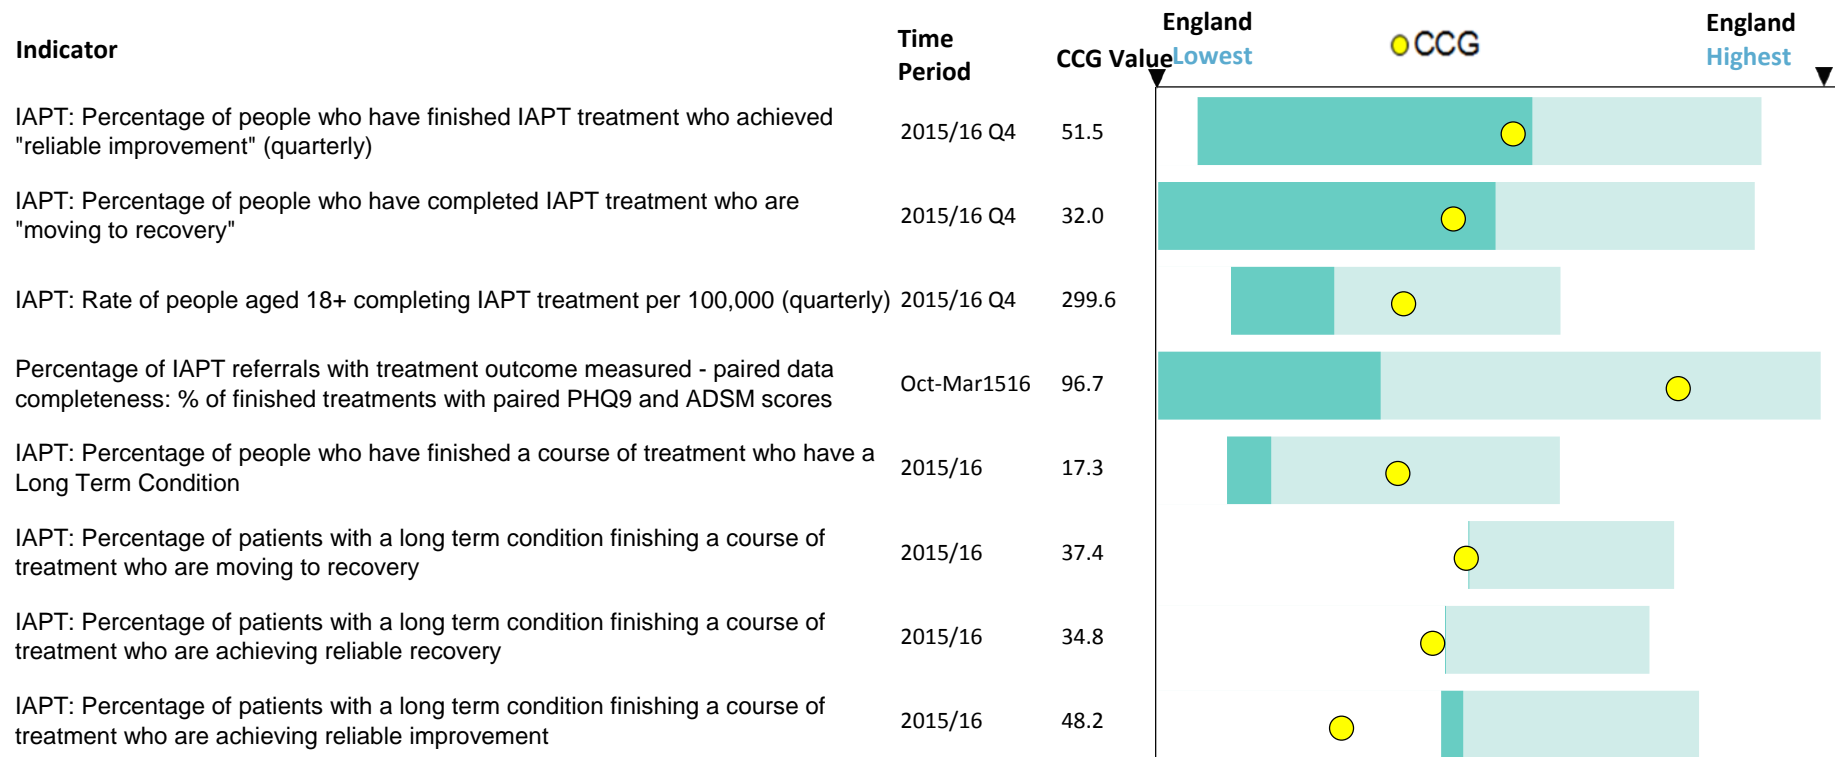 Indicator
Time
Period
CCG Value
England
Lowest
CCG
England
Highest
IAPT: Percentage of people who have finished IAPT treatment who achieved
"reliable improvement" (quarterly)
2015/16 Q4
51.5
IAPT: Percentage of people who have completed IAPT treatment who are
"moving to recovery"
2015/16 Q4
32.0
IAPT: Rate of people aged 18+ completing IAPT treatment per 100,000 (quarterly)
2015/16 Q4
299.6
Percentage of IAPT referrals with treatment outcome measured - paired data
completeness: % of finished treatments with paired PHQ9 and ADSM scores
Oct-Mar1516
96.7
IAPT: Percentage of people who have finished a course of treatment who have a
Long Term Condition
2015/16
17.3
IAPT: Percentage of patients with a long term condition finishing a course of
treatment who are moving to recovery
2015/16
37.4
IAPT: Percentage of patients with a long term condition finishing a course of
treatment who are achieving reliable recovery
2015/16
34.8
IAPT: Percentage of patients with a long term condition finishing a course of
treatment who are achieving reliable improvement
2015/16
48.2